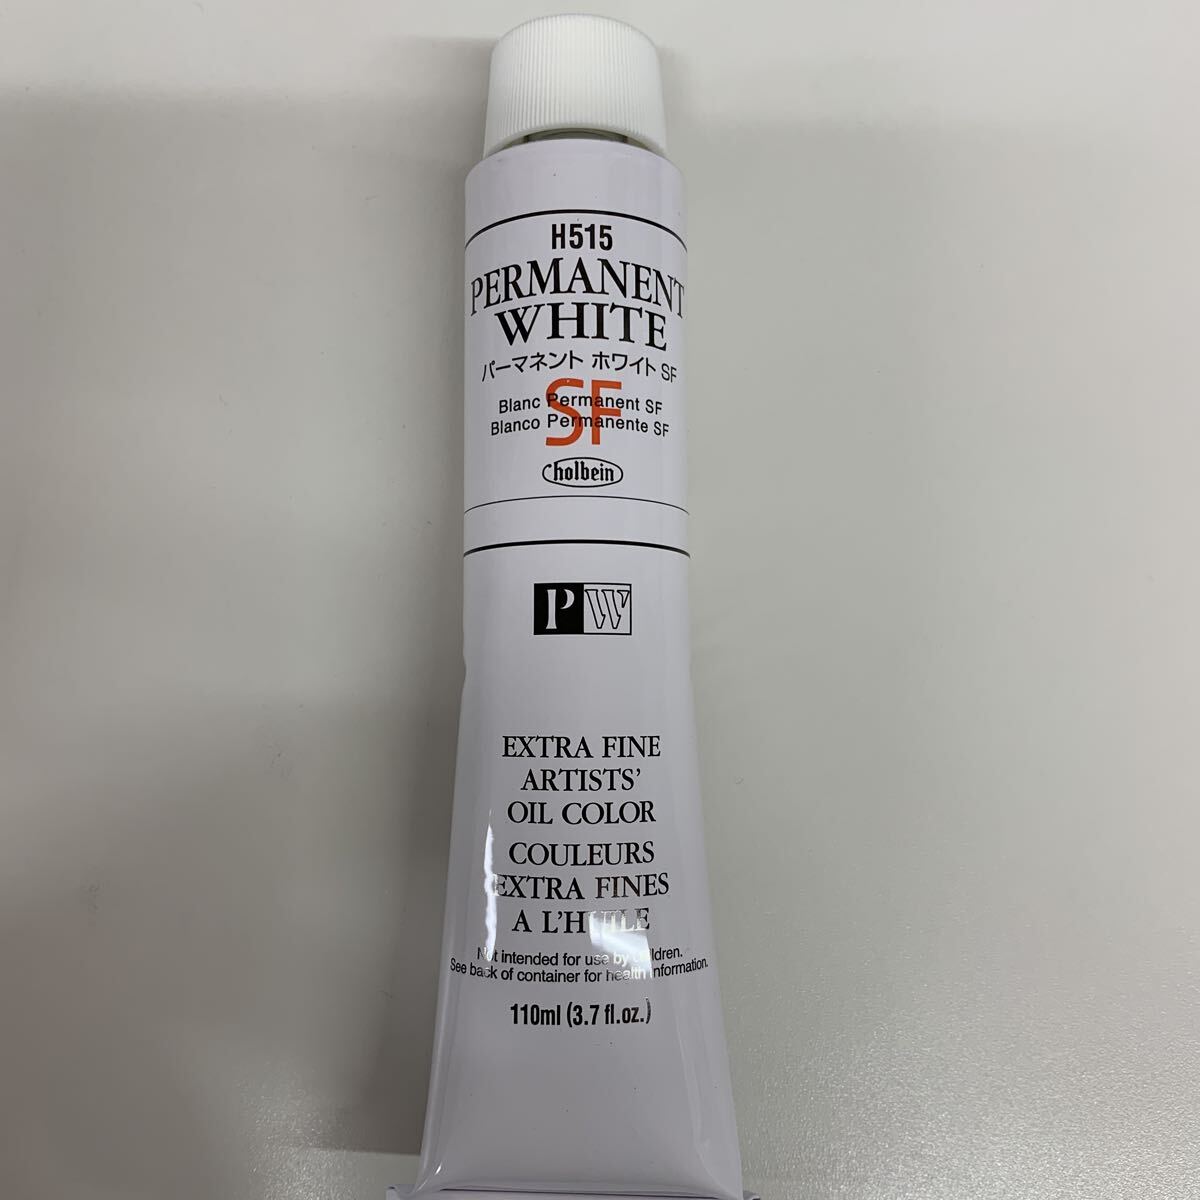 H515
PERMANENT
WHITE
パーマネント ホワイト SF
SF
Blanc Permanent SF
Blanco Permanente SF
holbein
PW
EXTRA FINE
ARTISTS'
OIL COLOR
COULEURS
EXTRA FINES
A L'HUILE
Not intended for use by children.
See back of container for health information.
110ml (3.7 fl.oz.)